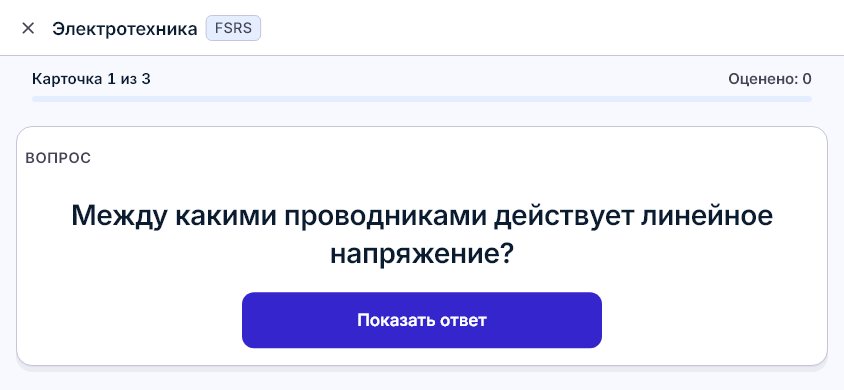 Электротехника FSRS
Карточка 1 из 3 Оценено: 0
ВОПРОС
Между какими проводниками действует линейное
напряжение?
Показать ответ